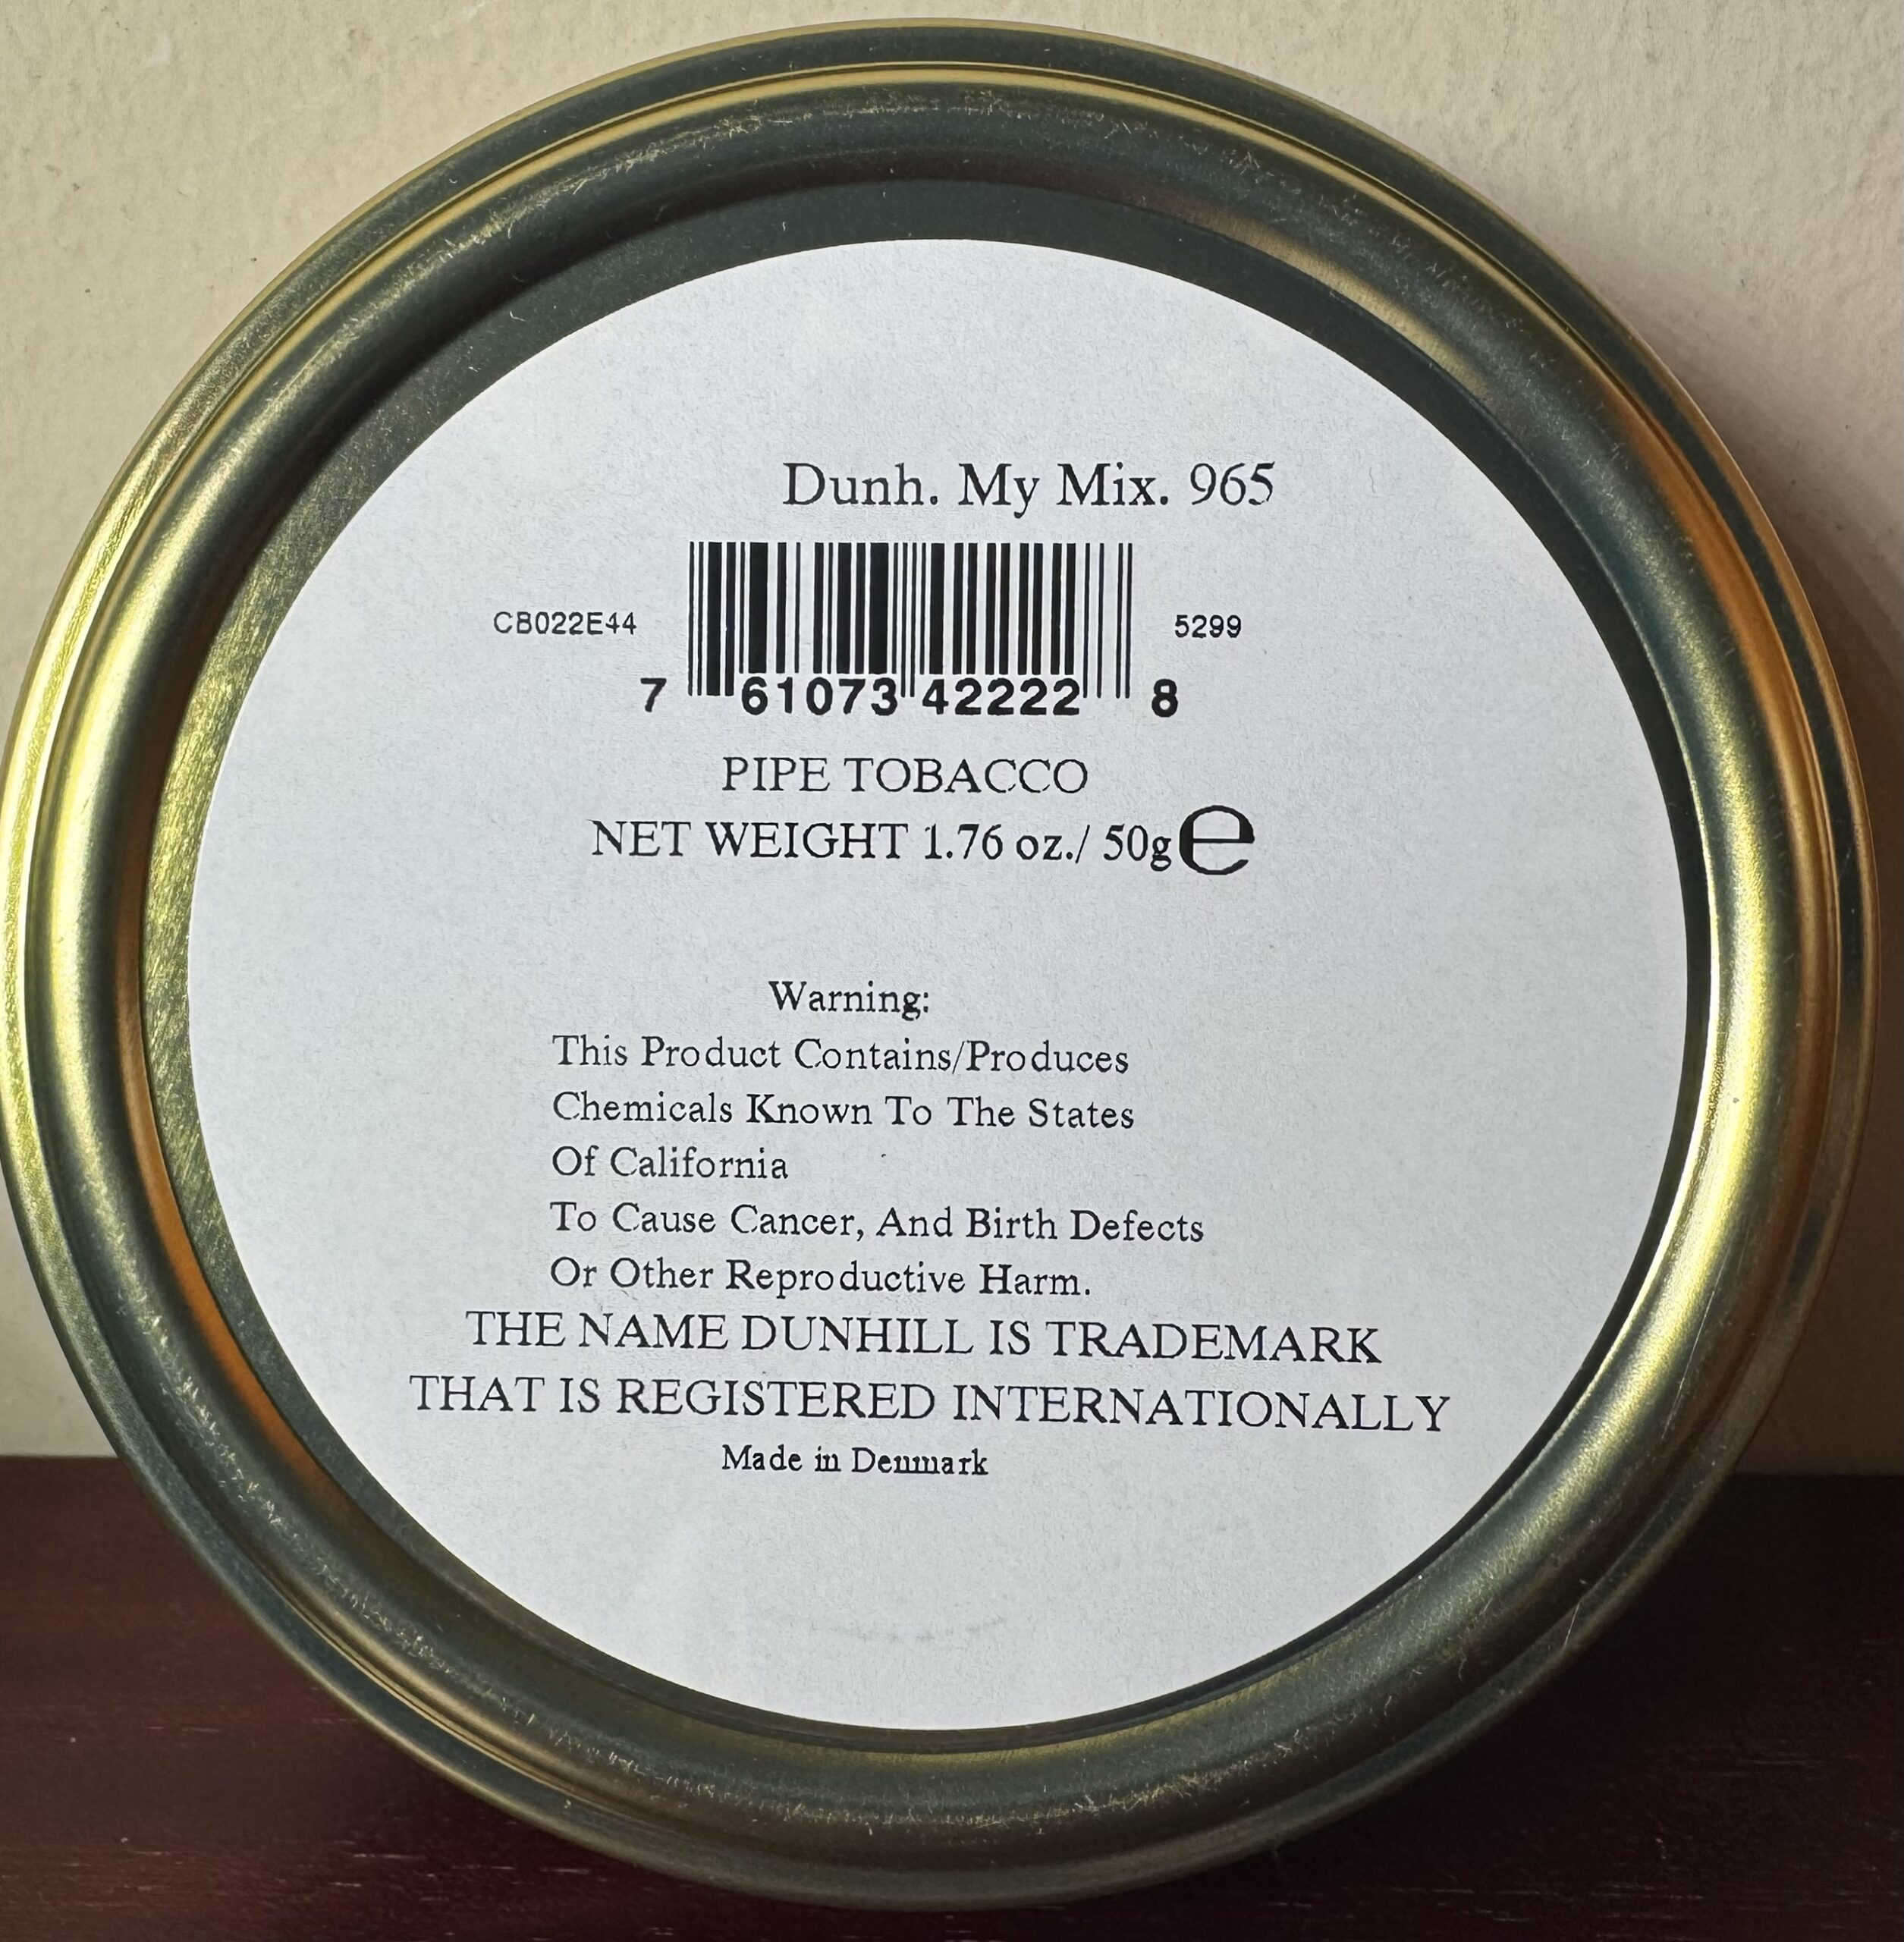 Dunh. My Mix. 965
CB022E44 5299
7 61073 42222 8
PIPE TOBACCO
NET WEIGHT 1.76 oz./ 50g e
Warning:
This Product Contains/Produces
Chemicals Known To The States
Of California
To Cause Cancer, And Birth Defects
Or Other Reproductive Harm.
THE NAME DUNHILL IS TRADEMARK
THAT IS REGISTERED INTERNATIONALLY
Made in Denmark